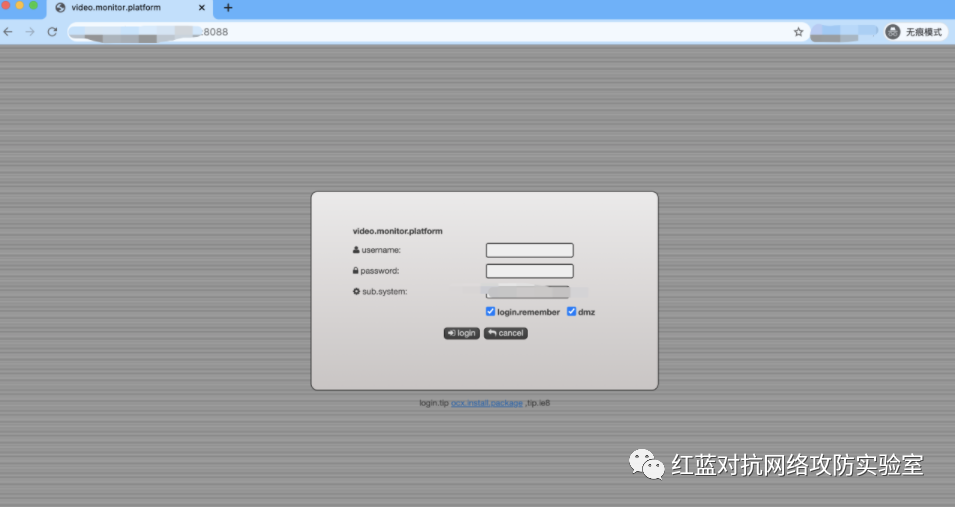 video.monitor.platform
:8088
无痕模式
video.monitor.platform
username:
password:
sub.system:
login.remember dmz
login cancel
login.tip ocx.install.package ,tip.ie8
红蓝对抗网络攻防实验室